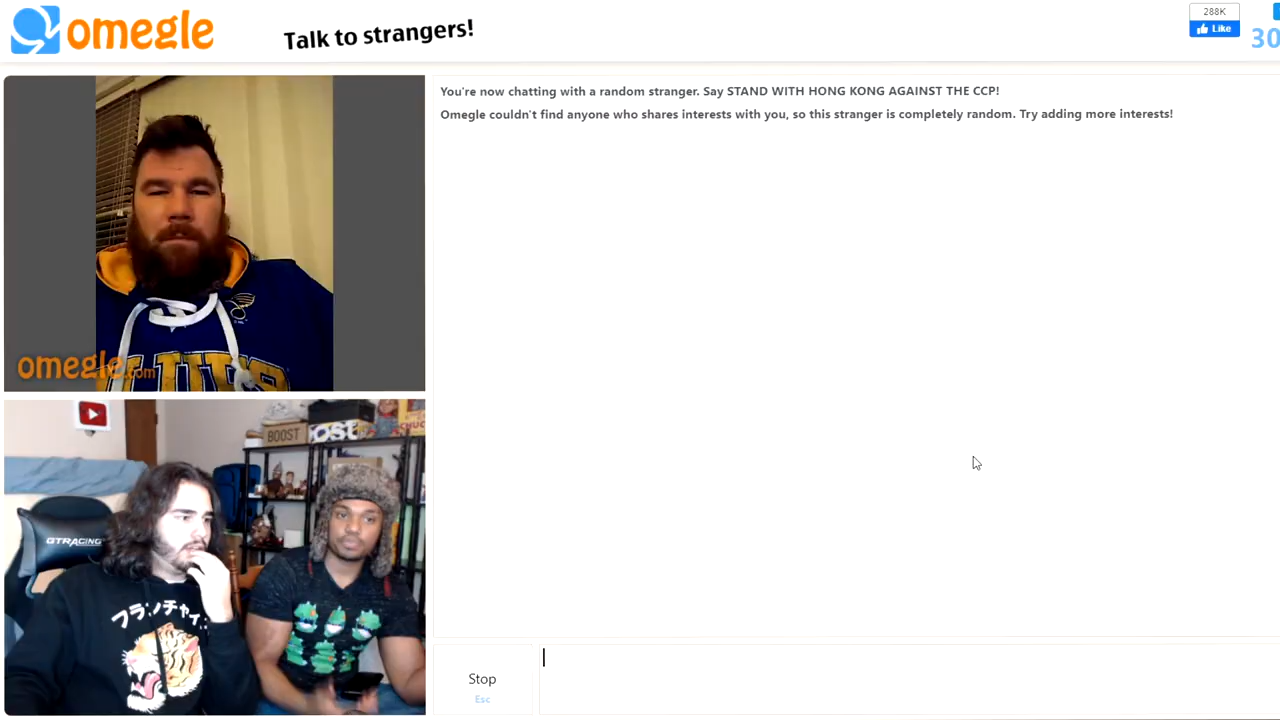 omegle
Talk to strangers!
288K
Like
30
You're now chatting with a random stranger. Say STAND WITH HONG KONG AGAINST THE CCP!
Omegle couldn't find anyone who shares interests with you, so this stranger is completely random. Try adding more interests!
omegle.com
BOOST
GTRACING
Stop
Esc